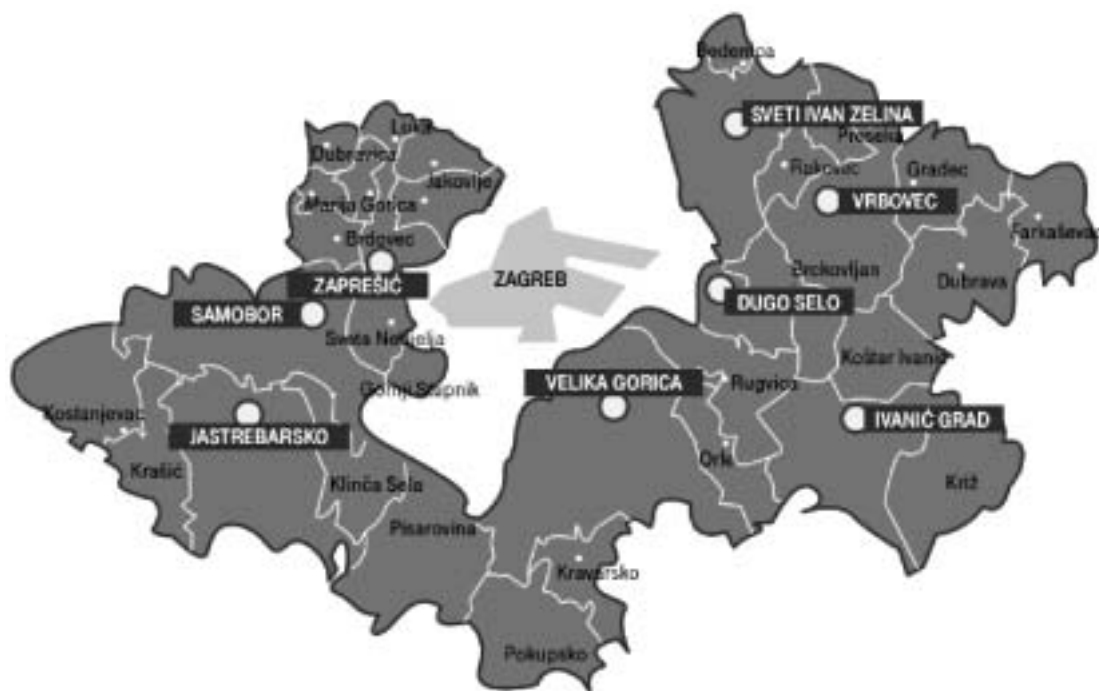 Bedenica
SVETI IVAN ZELINA
Luka
Preseka
Dubravica
Rakovec
Gradec
Jakovlje
Marija Gorica
VRBOVEC
Farkaševac
Brdovec
Brckovljan
ZAGREB
Dubrava
ZAPREŠIĆ
DUGO SELO
SAMOBOR
Sveta Nedjelja
Koštar Ivanić
Gornji Stupnik
VELIKA GORICA
Rugvica
Kostanjevac
IVANIĆ GRAD
JASTREBARSKO
Orle
Krašić
Klinča Sela
Križ
Pisarovina
Kravarsko
Pokupsko